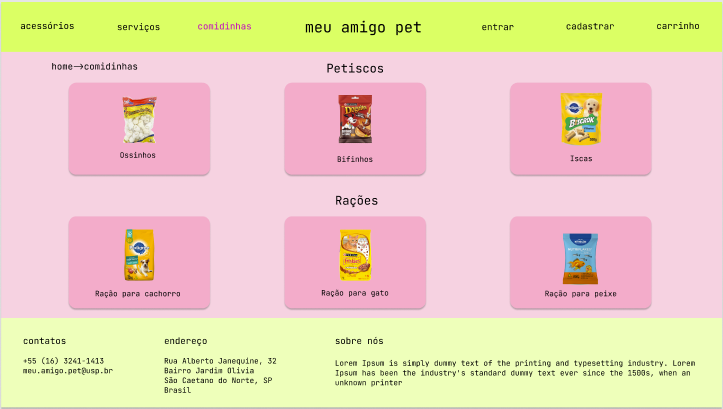 acessórios serviços comidinhas meu amigo pet entrar cadastrar carrinho
home→comidinhas
Petiscos
Pedigree
Biscrok
Ossinhos Bifinhos Iscas
Rações
Pedigree
Ração para cachorro Ração para gato Ração para peixe
contatos
+55 (16) 3241-1413
meu.amigo.pet@usp.br
endereço
Rua Alberto Janequine, 32
Bairro Jardim Olivia
São Caetano do Norte, SP
Brasil
sobre nós
Lorem Ipsum is simply dummy text of the printing and typesetting industry. Lorem
Ipsum has been the industry's standard dummy text ever since the 1500s, when an
unknown printer